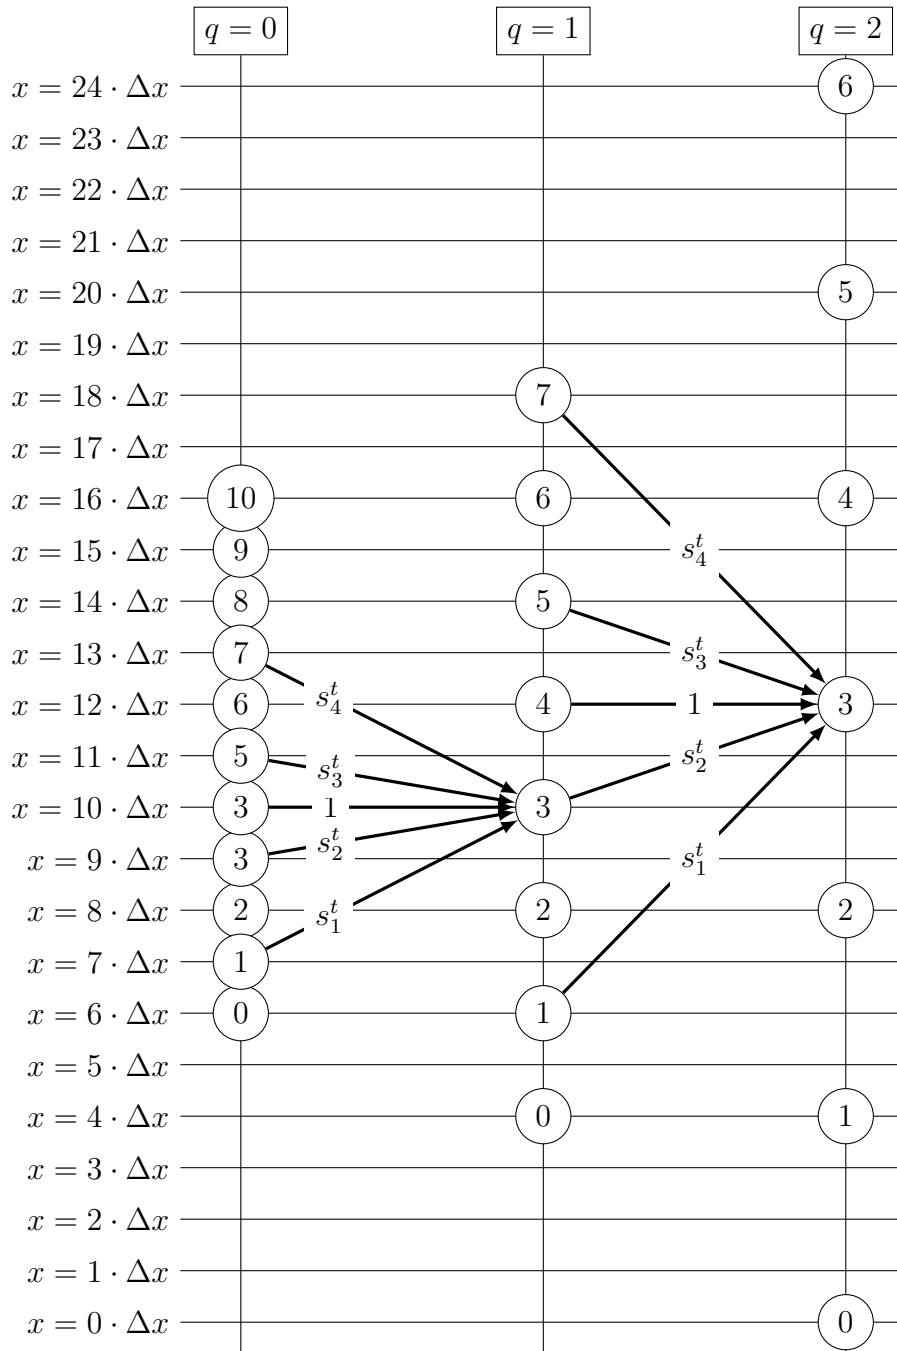 q = 0 q = 1 q = 2
x = 24 · Δx 6
x = 23 · Δx
x = 22 · Δx
x = 21 · Δx
x = 20 · Δx 5
x = 19 · Δx
x = 18 · Δx 7
x = 17 · Δx
x = 16 · Δx 10 6 4
x = 15 · Δx 9 s_4^t
x = 14 · Δx 8 5
x = 13 · Δx 7 s_3^t
x = 12 · Δx 6 s_4^t 4 1 3
x = 11 · Δx 5 s_3^t s_2^t
x = 10 · Δx 3 1 3
x = 9 · Δx 3 s_2^t s_1^t
x = 8 · Δx 2 s_1^t 2 2
x = 7 · Δx 1
x = 6 · Δx 0 1
x = 5 · Δx
x = 4 · Δx 0 1
x = 3 · Δx
x = 2 · Δx
x = 1 · Δx
x = 0 · Δx 0